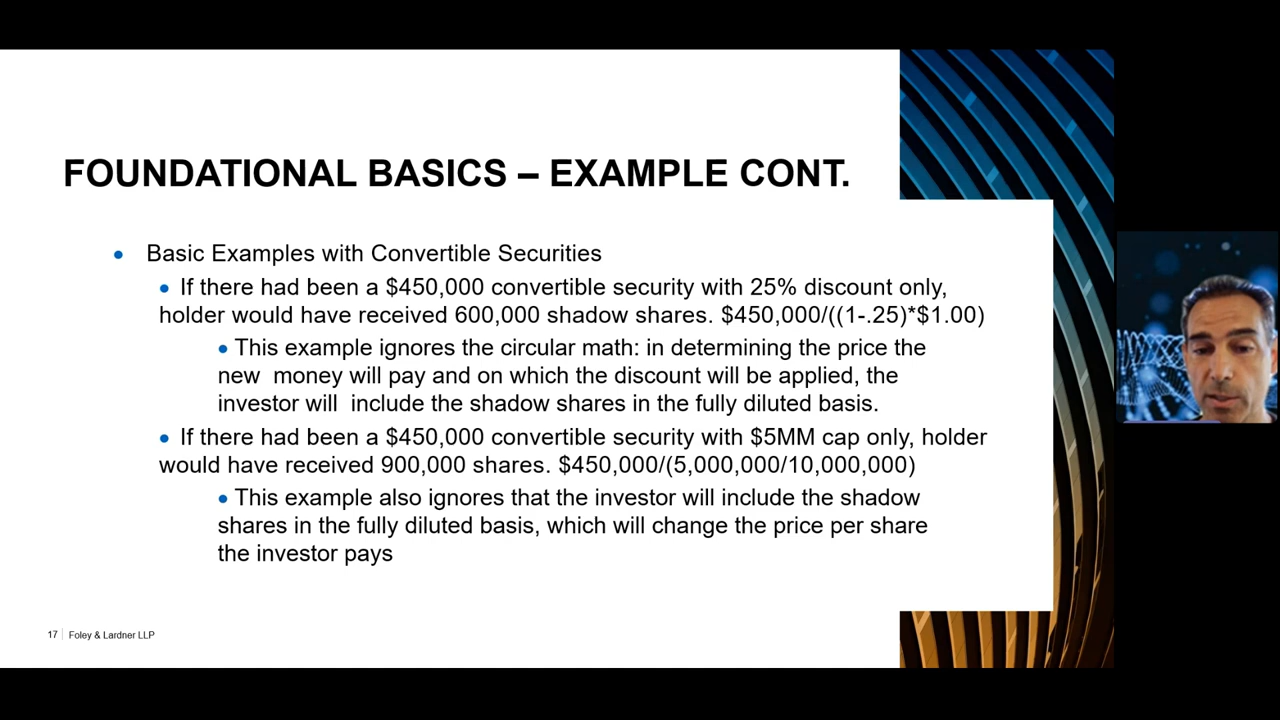 FOUNDATIONAL BASICS – EXAMPLE CONT.
• Basic Examples with Convertible Securities
• If there had been a $450,000 convertible security with 25% discount only,
holder would have received 600,000 shadow shares. $450,000/((1-.25)*$1.00)
• This example ignores the circular math: in determining the price the
new money will pay and on which the discount will be applied, the
investor will include the shadow shares in the fully diluted basis.
• If there had been a $450,000 convertible security with $5MM cap only, holder
would have received 900,000 shares. $450,000/(5,000,000/10,000,000)
• This example also ignores that the investor will include the shadow
shares in the fully diluted basis, which will change the price per share
the investor pays
17 | Foley & Lardner LLP